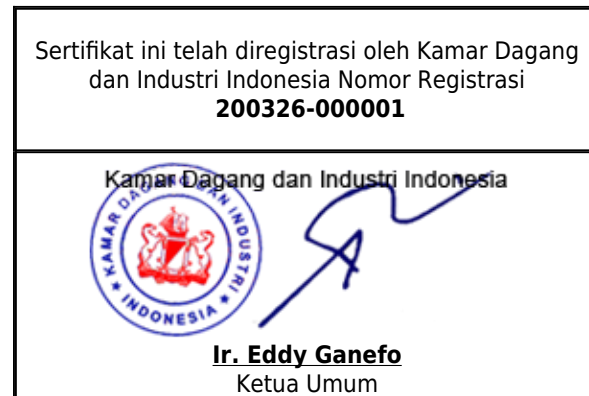 Sertifikat ini telah diregistrasi oleh Kamar Dagang
dan Industri Indonesia Nomor Registrasi
200326-000001
Kamar Dagang dan Industri Indonesia
KAMAR DAGANG DAN INDUSTRI
INDONESIA
Ir. Eddy Ganefo
Ketua Umum